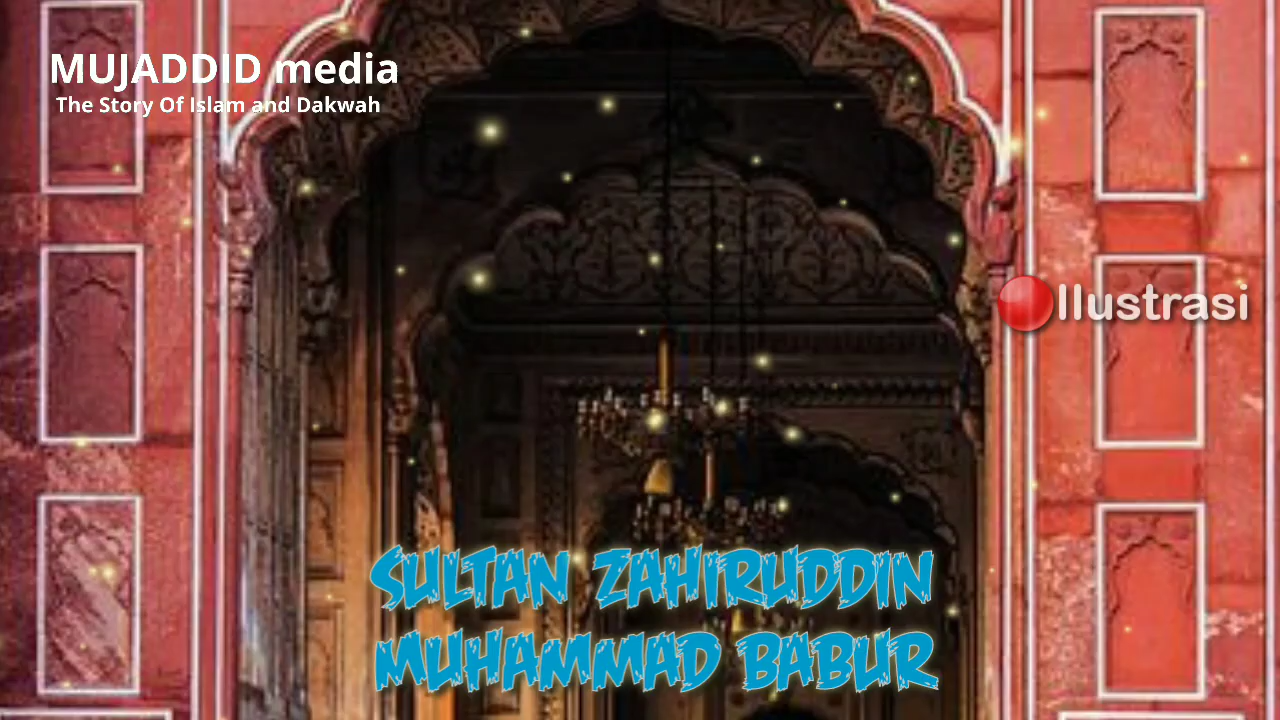 MUJADDID media
The Story Of Islam and Dakwah
Ilustrasi
SULTAN ZAHIRUDDIN
MUHAMMAD BABUR